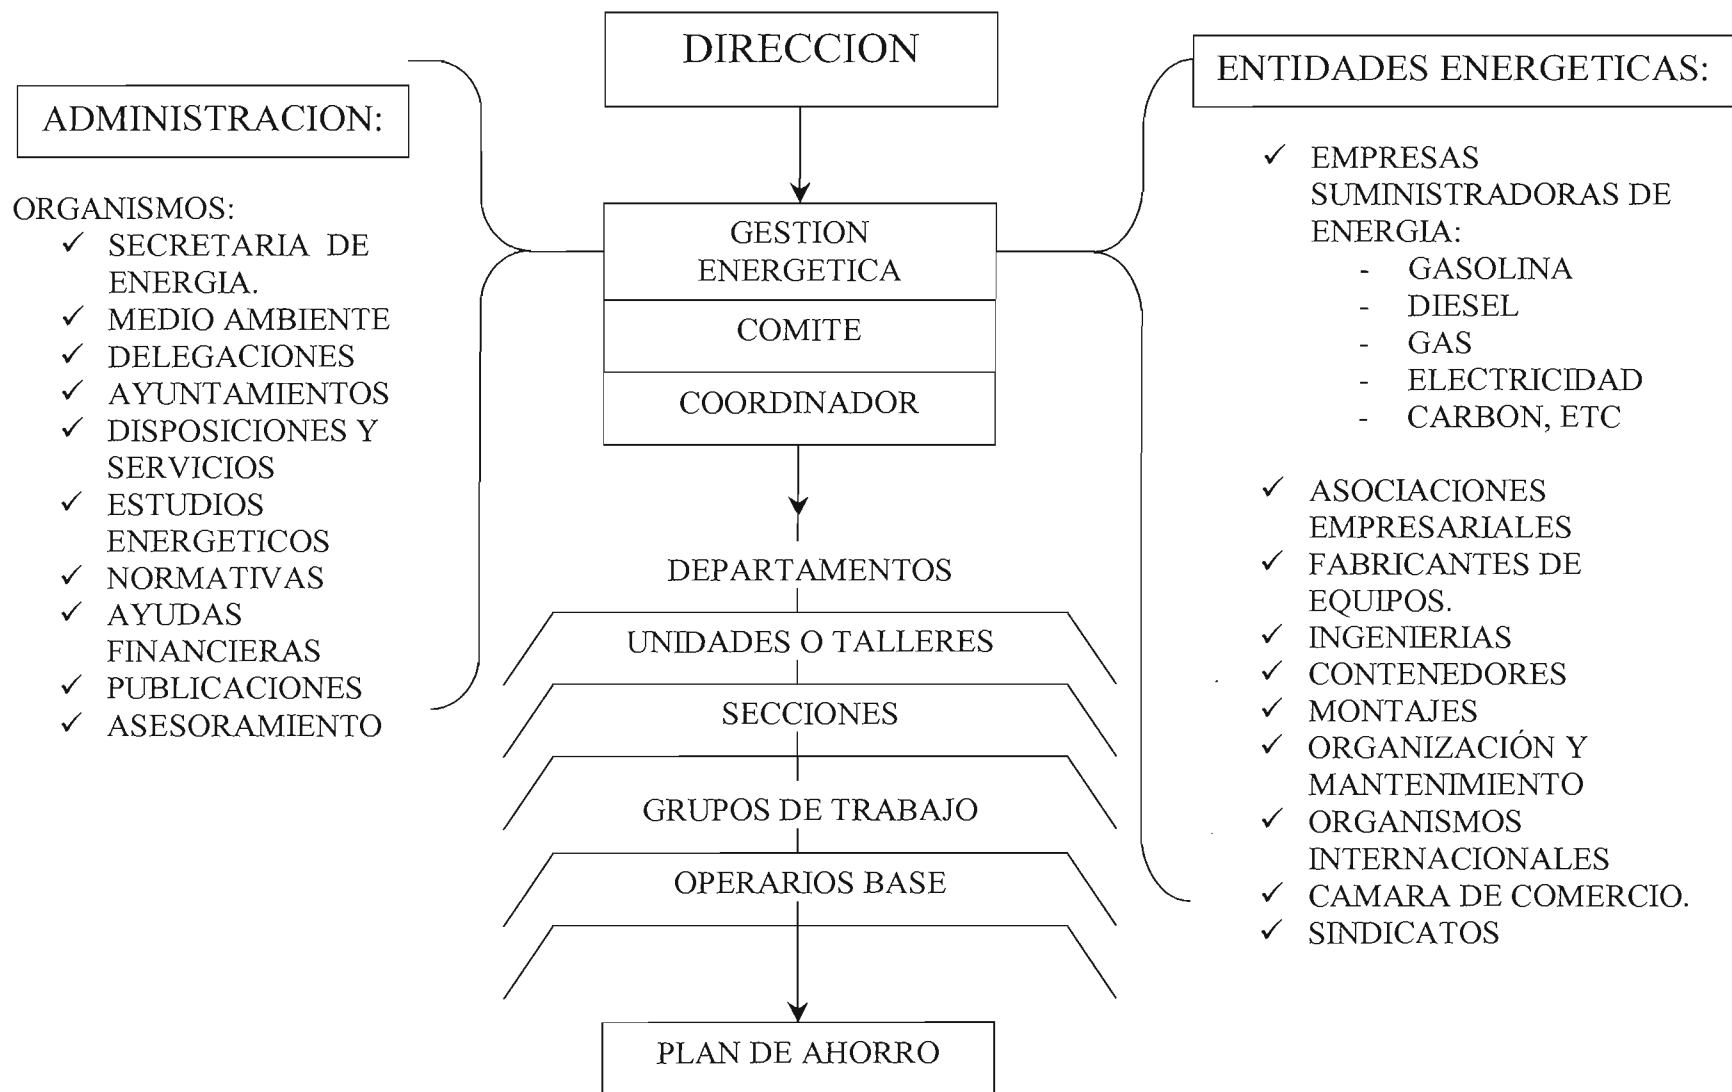 DIRECCION
ADMINISTRACION:
ORGANISMOS:
✓ SECRETARIA DE
ENERGIA.
✓ MEDIO AMBIENTE
✓ DELEGACIONES
✓ AYUNTAMIENTOS
✓ DISPOSICIONES Y
SERVICIOS
✓ ESTUDIOS
ENERGETICOS
✓ NORMATIVAS
✓ AYUDAS
FINANCIERAS
✓ PUBLICACIONES
✓ ASESORAMIENTO
GESTION
ENERGETICA
COMITE
COORDINADOR
DEPARTAMENTOS
UNIDADES O TALLERES
SECCIONES
GRUPOS DE TRABAJO
OPERARIOS BASE
PLAN DE AHORRO
ENTIDADES ENERGETICAS:
✓ EMPRESAS
SUMINISTRADORAS DE
ENERGIA:
- GASOLINA
- DIESEL
- GAS
- ELECTRICIDAD
- CARBON, ETC
✓ ASOCIACIONES
EMPRESARIALES
✓ FABRICANTES DE
EQUIPOS.
✓ INGENIERIAS
✓ CONTENEDORES
✓ MONTAJES
✓ ORGANIZACIÓN Y
MANTENIMIENTO
✓ ORGANISMOS
INTERNACIONALES
✓ CAMARA DE COMERCIO.
✓ SINDICATOS